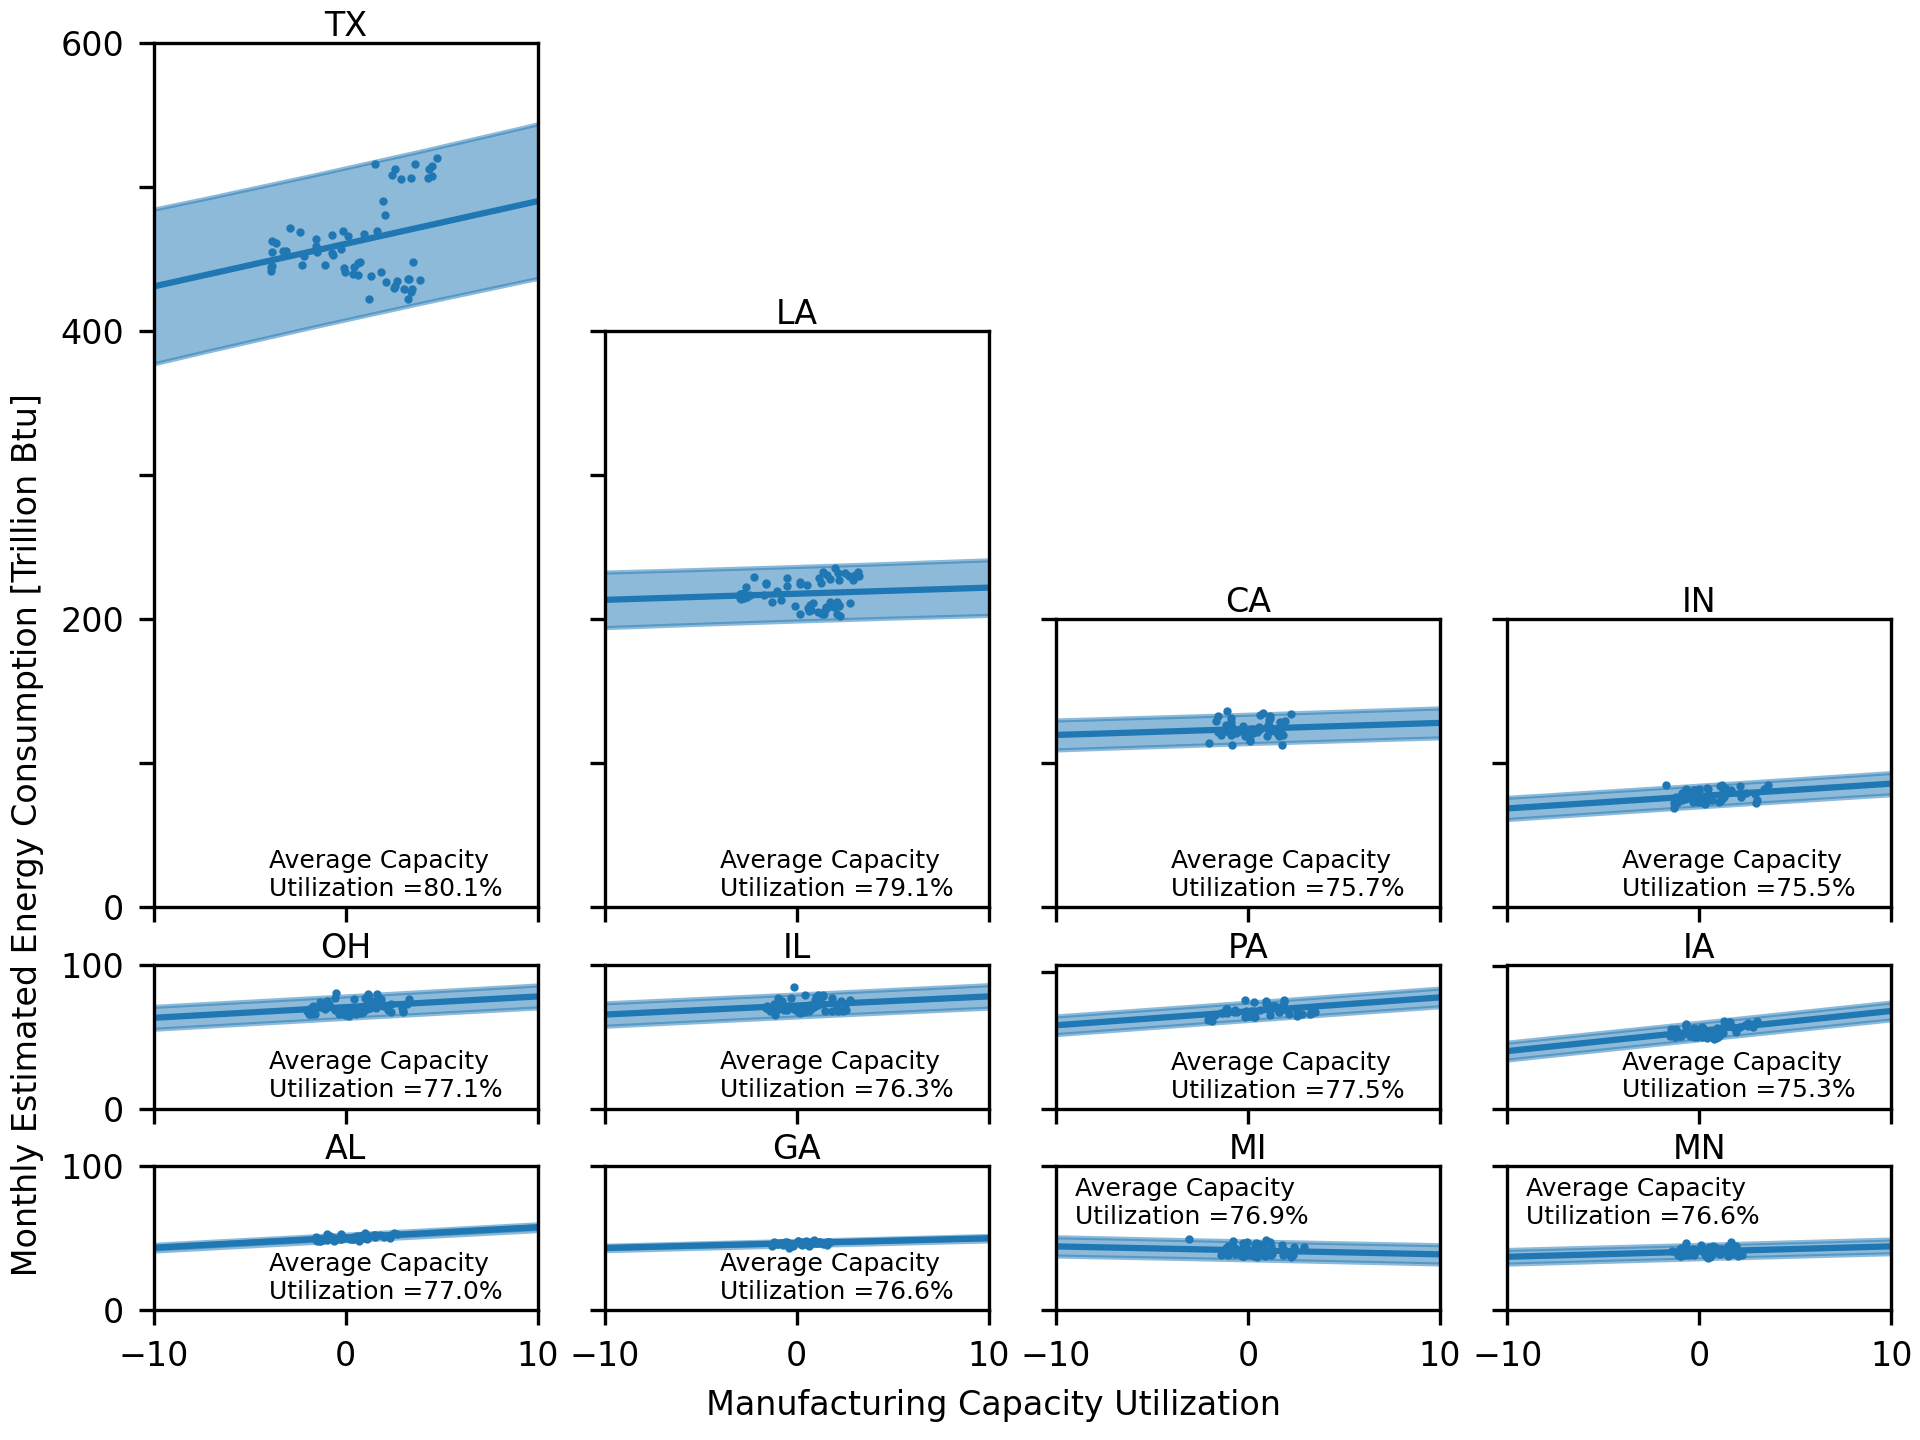 TX
600
400
200
0
Average Capacity
Utilization =80.1%
LA
Average Capacity
Utilization =79.1%
CA
Average Capacity
Utilization =75.7%
IN
Average Capacity
Utilization =75.5%
OH
100
0
Average Capacity
Utilization =77.1%
IL
Average Capacity
Utilization =76.3%
PA
Average Capacity
Utilization =77.5%
IA
Average Capacity
Utilization =75.3%
AL
100
0
Average Capacity
Utilization =77.0%
−10 0 10
GA
Average Capacity
Utilization =76.6%
−10 0 10
MI
Average Capacity
Utilization =76.9%
−10 0 10
MN
Average Capacity
Utilization =76.6%
−10 0 10
Monthly Estimated Energy Consumption [Trillion Btu]
Manufacturing Capacity Utilization